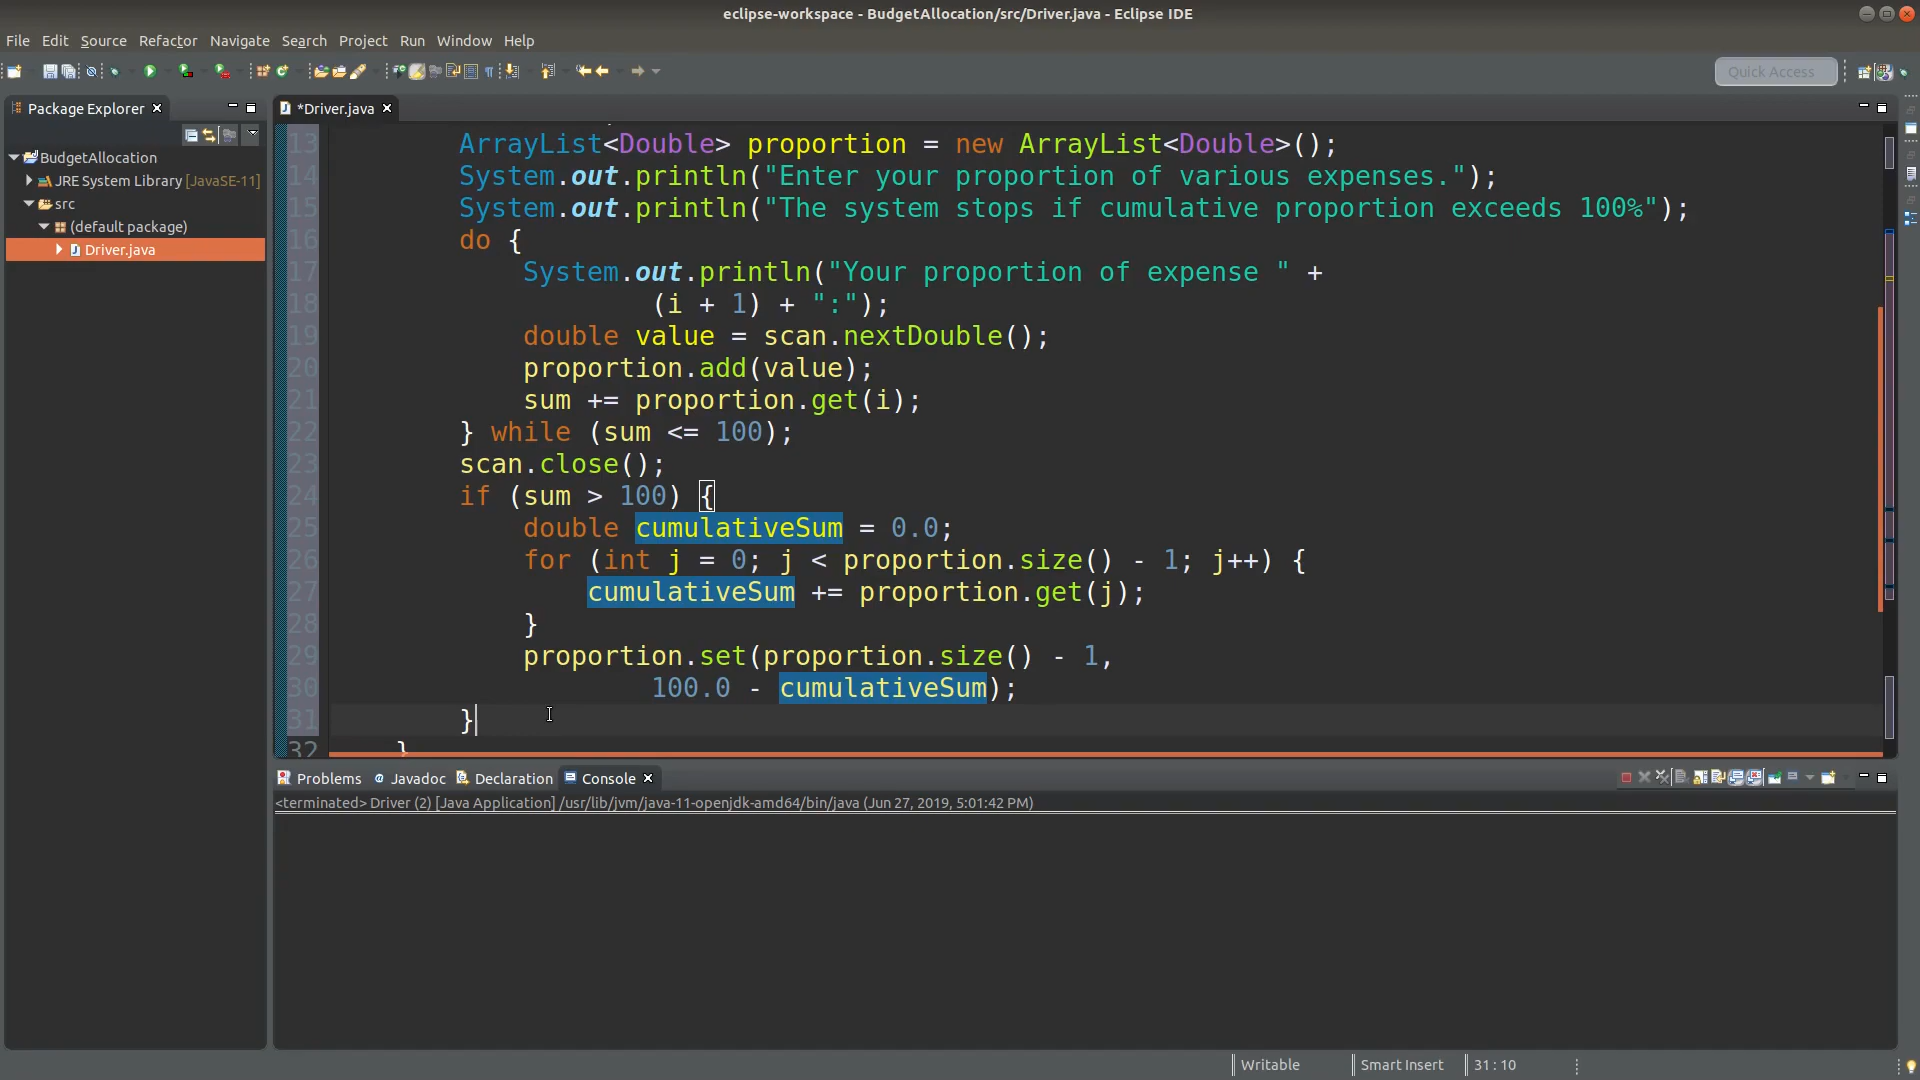 eclipse-workspace - BudgetAllocation/src/Driver.java - Eclipse IDE
File Edit Source Refactor Navigate Search Project Run Window Help
Quick Access
Package Explorer
*Driver.java
BudgetAllocation
JRE System Library [JavaSE-11]
src
(default package)
Driver.java
13 ArrayList<Double> proportion = new ArrayList<Double>();
14 System.out.println("Enter your proportion of various expenses.");
15 System.out.println("The system stops if cumulative proportion exceeds 100%");
16 do {
17 System.out.println("Your proportion of expense " +
18 (i + 1) + ":");
19 double value = scan.nextDouble();
20 proportion.add(value);
21 sum += proportion.get(i);
22 } while (sum <= 100);
23 scan.close();
24 if (sum > 100) {
25 double cumulativeSum = 0.0;
26 for (int j = 0; j < proportion.size() - 1; j++) {
27 cumulativeSum += proportion.get(j);
28 }
29 proportion.set(proportion.size() - 1,
30 100.0 - cumulativeSum);
31 }
32 }
Problems Javadoc Declaration Console
<terminated> Driver (2) [Java Application] /usr/lib/jvm/java-11-openjdk-amd64/bin/java (Jun 27, 2019, 5:01:42 PM)
Writable Smart Insert 31 : 10